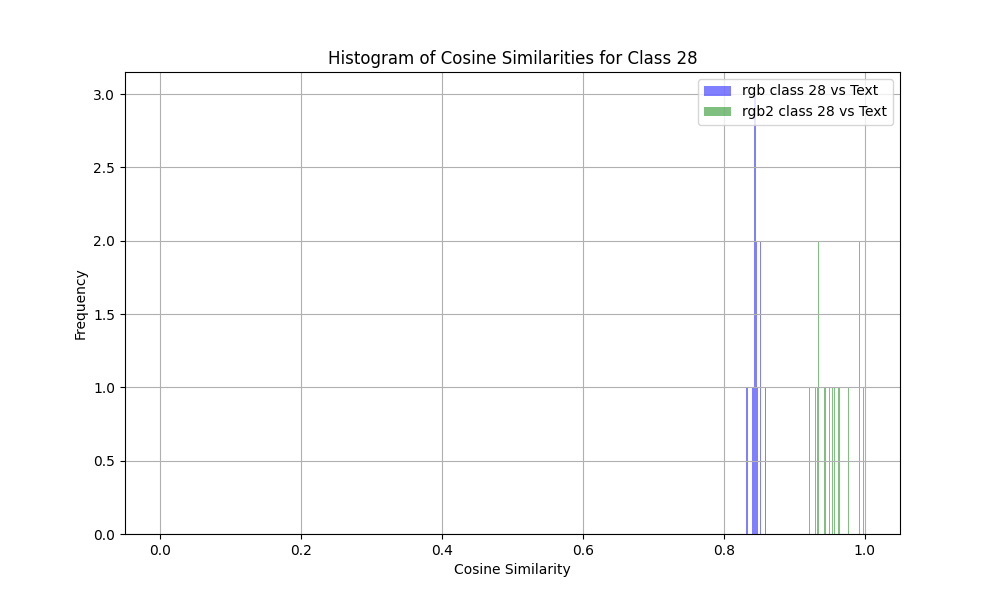 Histogram of Cosine Similarities for Class 28
rgb class 28 vs Text
rgb2 class 28 vs Text
3.0
2.5
2.0
1.5
1.0
0.5
0.0
Frequency
0.0 0.2 0.4 0.6 0.8 1.0
Cosine Similarity